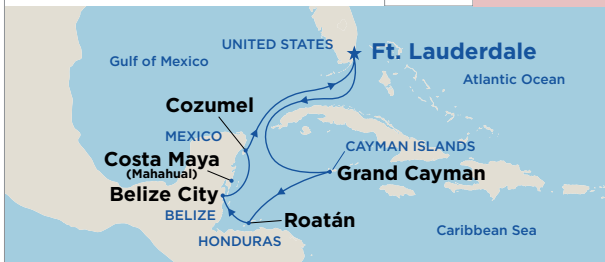 UNITED STATES
Ft. Lauderdale
Gulf of Mexico
Atlantic Ocean
Cozumel
MEXICO
CAYMAN ISLANDS
Costa Maya
(Mahahual)
Grand Cayman
Belize City
BELIZE
Roatán
HONDURAS
Caribbean Sea